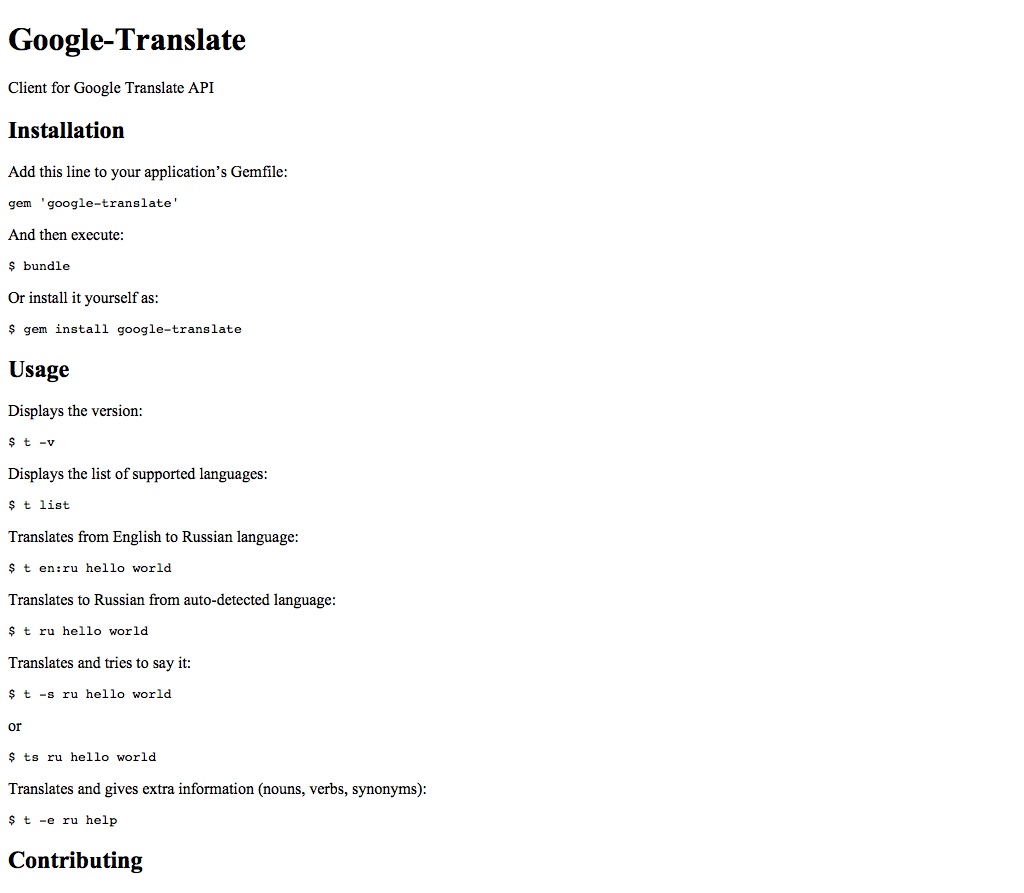 Google-Translate
Client for Google Translate API
Installation
Add this line to your application’s Gemfile:
gem 'google-translate'
And then execute:
$ bundle
Or install it yourself as:
$ gem install google-translate
Usage
Displays the version:
$ t -v
Displays the list of supported languages:
$ t list
Translates from English to Russian language:
$ t en:ru hello world
Translates to Russian from auto-detected language:
$ t ru hello world
Translates and tries to say it:
$ t -s ru hello world
or
$ ts ru hello world
Translates and gives extra information (nouns, verbs, synonyms):
$ t -e ru help
Contributing